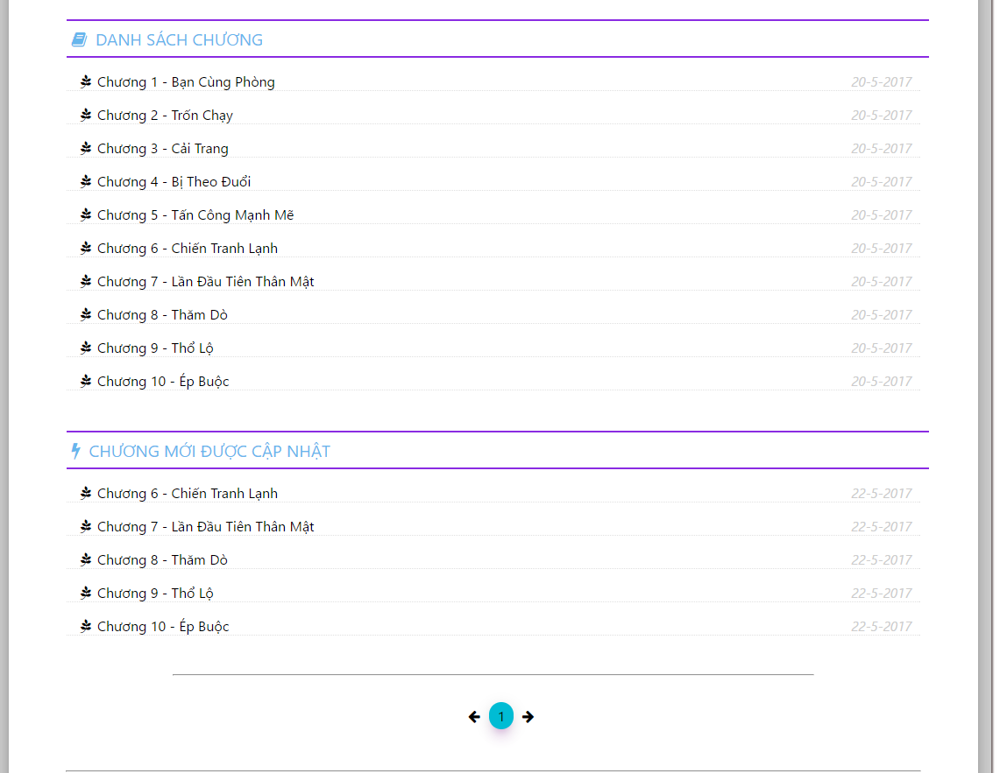 DANH SÁCH CHƯƠNG
Chương 1 - Bạn Cùng Phòng 20-5-2017
Chương 2 - Trốn Chạy 20-5-2017
Chương 3 - Cải Trang 20-5-2017
Chương 4 - Bị Theo Đuổi 20-5-2017
Chương 5 - Tấn Công Mạnh Mẽ 20-5-2017
Chương 6 - Chiến Tranh Lạnh 20-5-2017
Chương 7 - Lần Đầu Tiên Thân Mật 20-5-2017
Chương 8 - Thăm Dò 20-5-2017
Chương 9 - Thổ Lộ 20-5-2017
Chương 10 - Ép Buộc 20-5-2017
CHƯƠNG MỚI ĐƯỢC CẬP NHẬT
Chương 6 - Chiến Tranh Lạnh 22-5-2017
Chương 7 - Lần Đầu Tiên Thân Mật 22-5-2017
Chương 8 - Thăm Dò 22-5-2017
Chương 9 - Thổ Lộ 22-5-2017
Chương 10 - Ép Buộc 22-5-2017
1